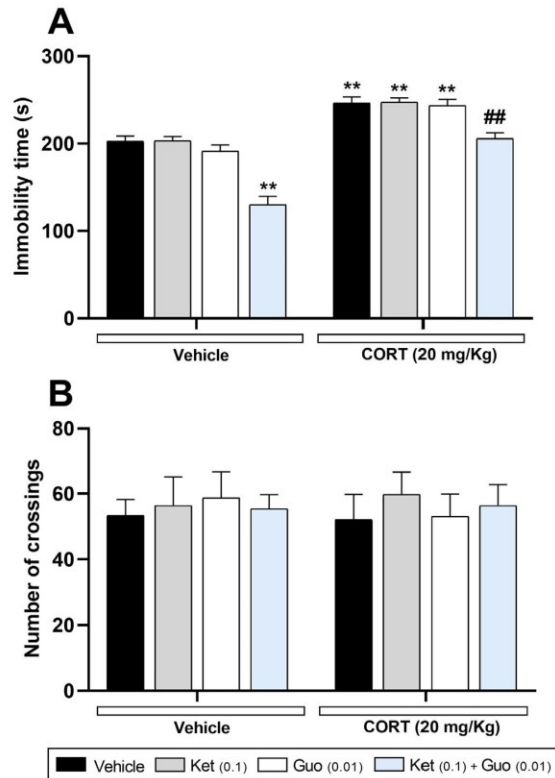 A
Immobility time (s)
300
200
100
0
**
**
**
**
##
Vehicle
CORT (20 mg/Kg)
B
Number of crossings
80
60
40
20
0
Vehicle
CORT (20 mg/Kg)
Vehicle Ket (0.1) Guo (0.01) Ket (0.1) + Guo (0.01)